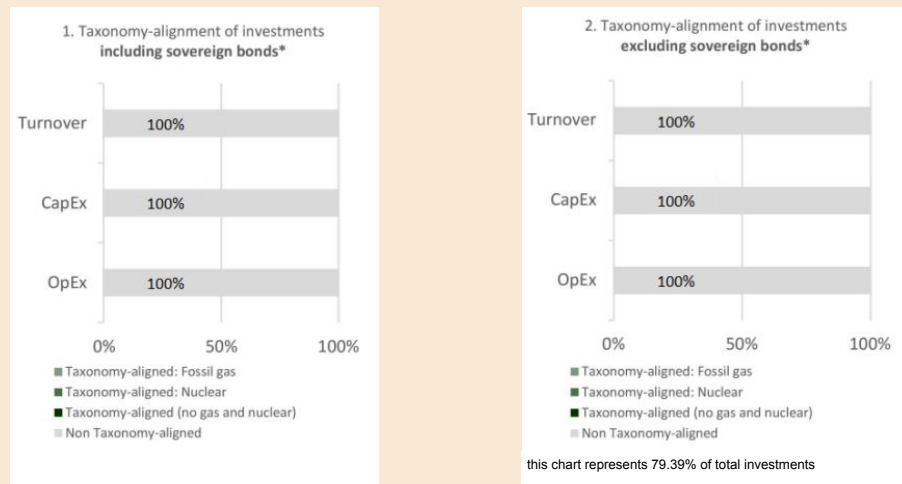 1. Taxonomy-alignment of investments
including sovereign bonds*
Turnover
100%
CapEx
100%
OpEx
100%
0%
50%
100%
Taxonomy-aligned: Fossil gas
Taxonomy-aligned: Nuclear
Taxonomy-aligned (no gas and nuclear)
Non Taxonomy-aligned
2. Taxonomy-alignment of investments
excluding sovereign bonds*
Turnover
100%
CapEx
100%
OpEx
100%
0%
50%
100%
Taxonomy-aligned: Fossil gas
Taxonomy-aligned: Nuclear
Taxonomy-aligned (no gas and nuclear)
Non Taxonomy-aligned
this chart represents 79.39% of total investments